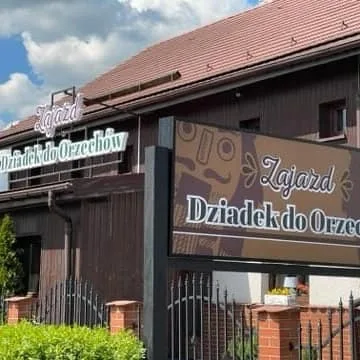 Zajazd
Dziadek do Orzechów
Zajazd
Dziadek do Orzec